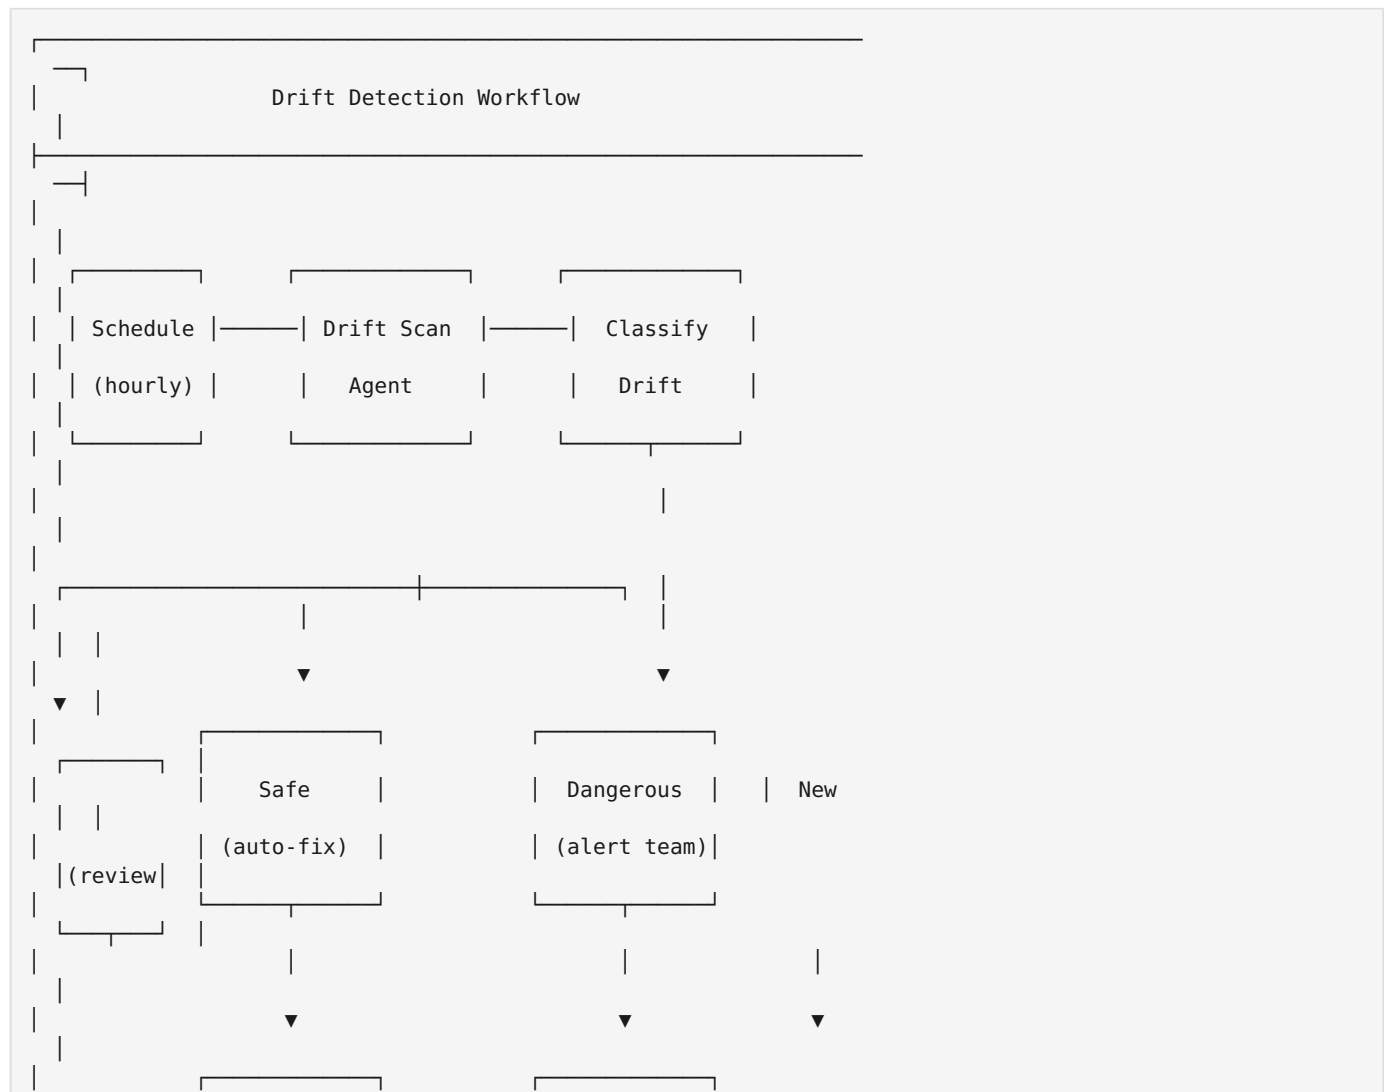 Drift Detection Workflow
Schedule Drift Scan Classify
(hourly) Agent Drift
Safe Dangerous New
(auto-fix) (alert team)
(review